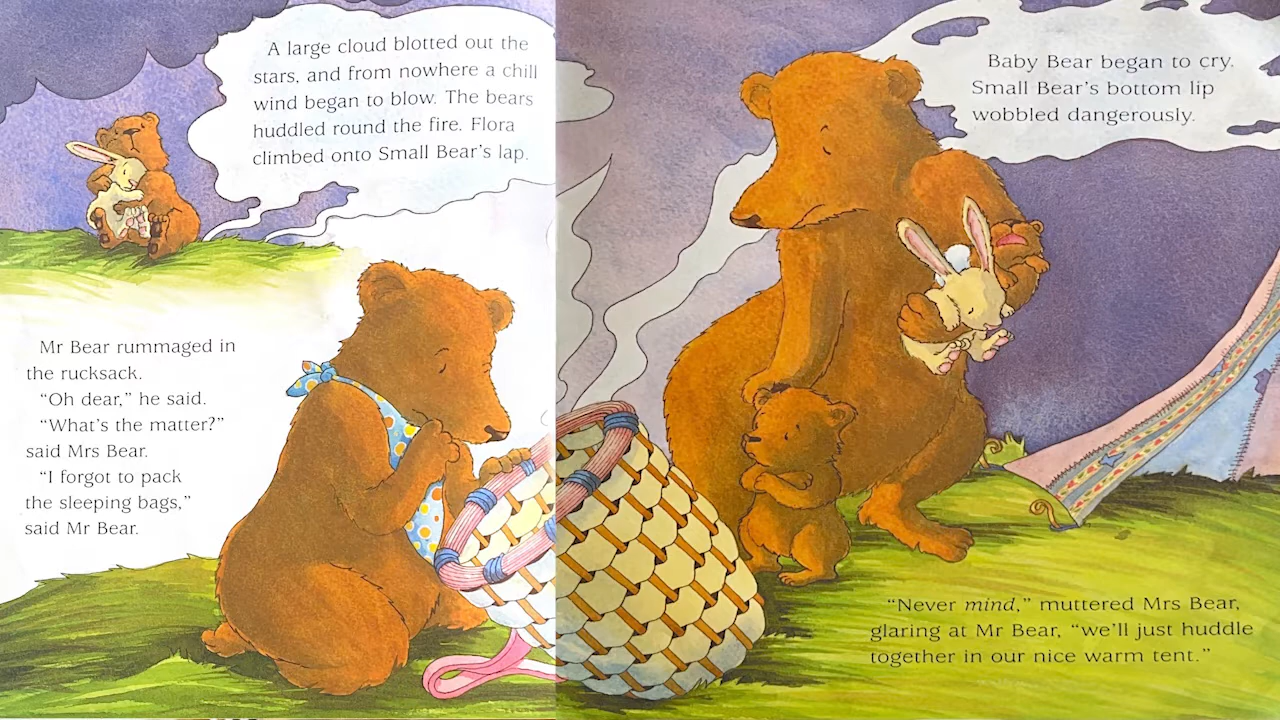 A large cloud blotted out the
stars, and from nowhere a chill
wind began to blow. The bears
huddled round the fire. Flora
climbed onto Small Bear's lap.
Mr Bear rummaged in
the rucksack.
"Oh dear," he said.
"What's the matter?"
said Mrs Bear.
"I forgot to pack
the sleeping bags,"
said Mr Bear.
Baby Bear began to cry.
Small Bear's bottom lip
wobbled dangerously.
"Never mind," muttered Mrs Bear,
glaring at Mr Bear, "we'll just huddle
together in our nice warm tent."